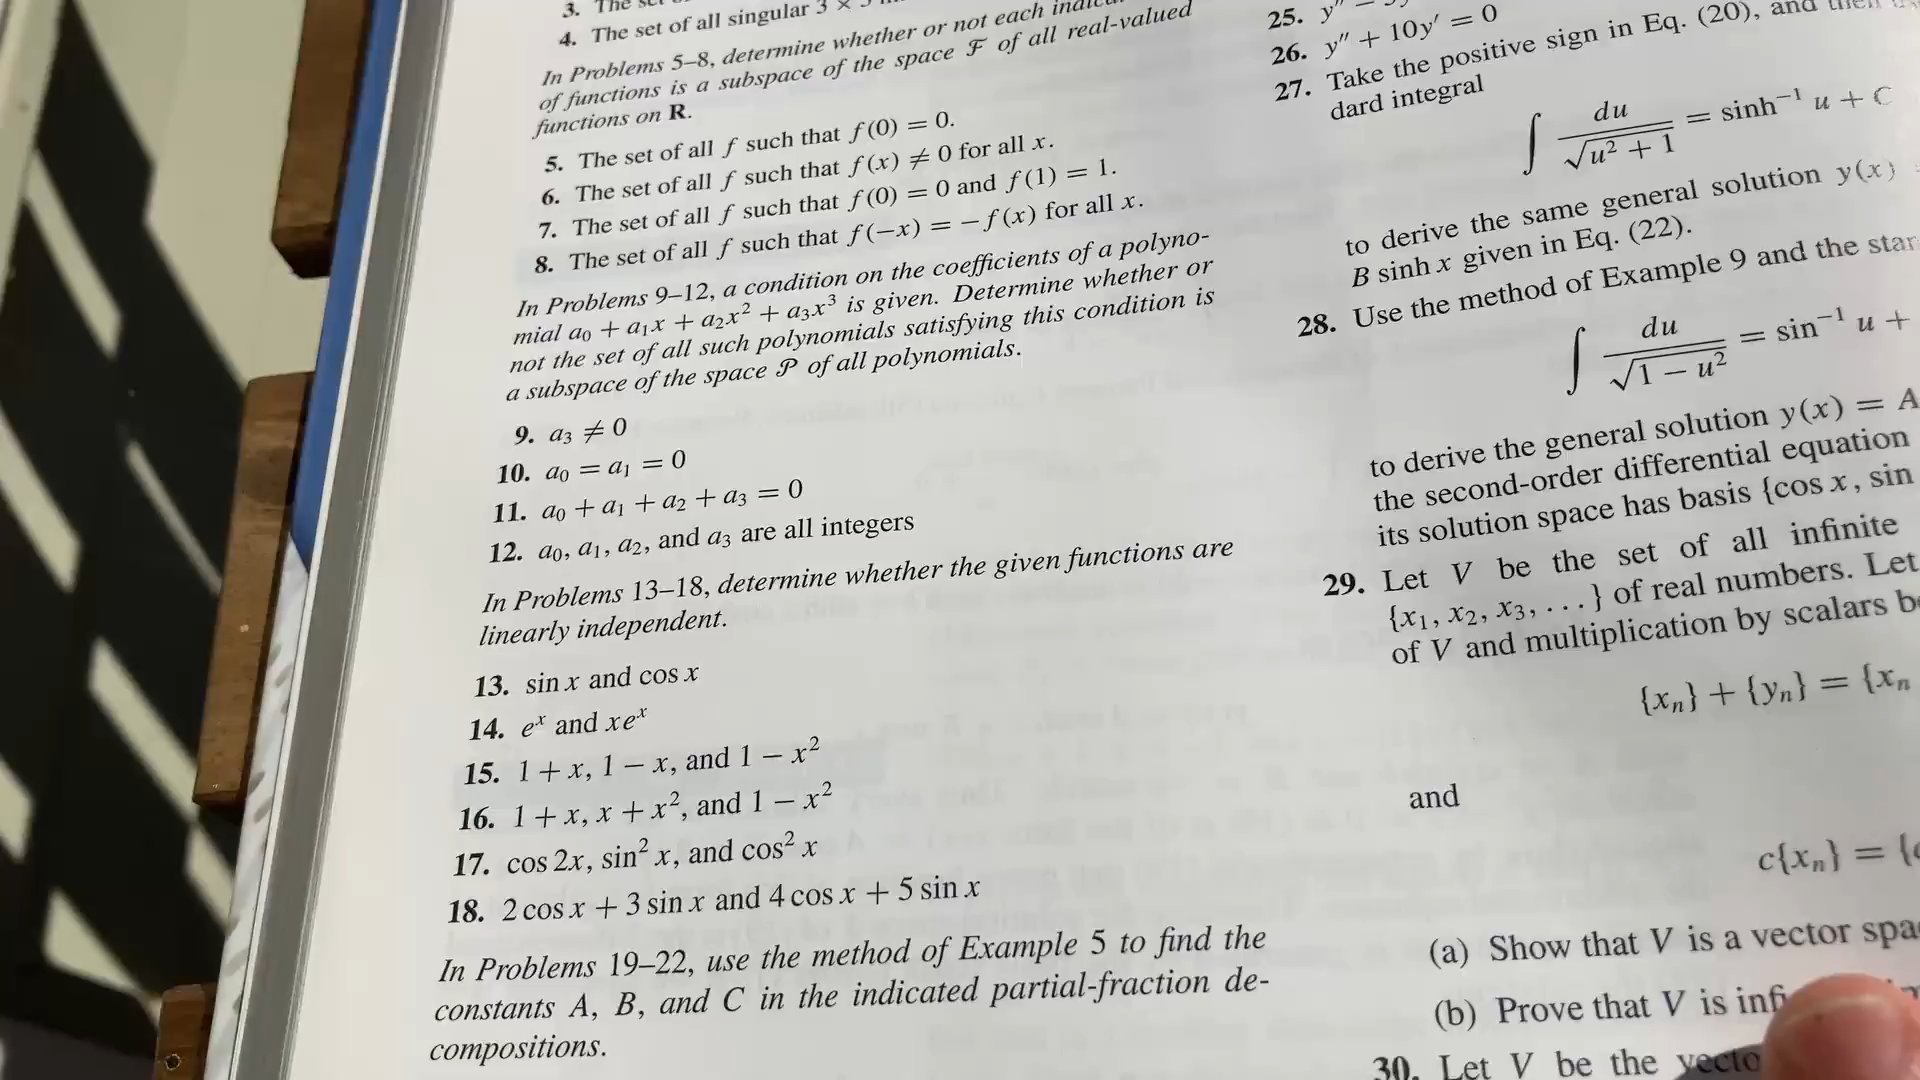 3. The set
4. The set of all singular 3 ×
In Problems 5–8, determine whether or not each
of functions is a subspace of the space ℱ of all real-valued
functions on R.
5. The set of all f such that f(0) = 0.
6. The set of all f such that f(x) ≠ 0 for all x.
7. The set of all f such that f(0) = 0 and f(1) = 1.
8. The set of all f such that f(−x) = −f(x) for all x.
In Problems 9–12, a condition on the coefficients of a polyno-
mial a₀ + a₁x + a₂x² + a₃x³ is given. Determine whether or
not the set of all such polynomials satisfying this condition is
a subspace of the space 𝒫 of all polynomials.
9. a₃ ≠ 0
10. a₀ = a₁ = 0
11. a₀ + a₁ + a₂ + a₃ = 0
12. a₀, a₁, a₂, and a₃ are all integers
In Problems 13–18, determine whether the given functions are
linearly independent.
13. sin x and cos x
14. eˣ and xeˣ
15. 1 + x, 1 − x, and 1 − x²
16. 1 + x, x + x², and 1 − x²
17. cos 2x, sin² x, and cos² x
18. 2 cos x + 3 sin x and 4 cos x + 5 sin x
In Problems 19–22, use the method of Example 5 to find the
constants A, B, and C in the indicated partial-fraction de-
compositions.
25. y″ −
26. y″ + 10y′ = 0
27. Take the positive sign in Eq. (20), and
dard integral
∫ du/√(u² + 1) = sinh⁻¹ u + C
to derive the same general solution y(x)
B sinh x given in Eq. (22).
28. Use the method of Example 9 and the
∫ du/√(1 − u²) = sin⁻¹ u +
to derive the general solution y(x) = A
the second-order differential equation
its solution space has basis {cos x, sin
29. Let V be the set of all infinite
{x₁, x₂, x₃, . . .} of real numbers. Let
of V and multiplication by scalars
{xₙ} + {yₙ} = {xₙ
and
c{xₙ} = {
(a) Show that V is a vector
(b) Prove that V is
30. Let V be the